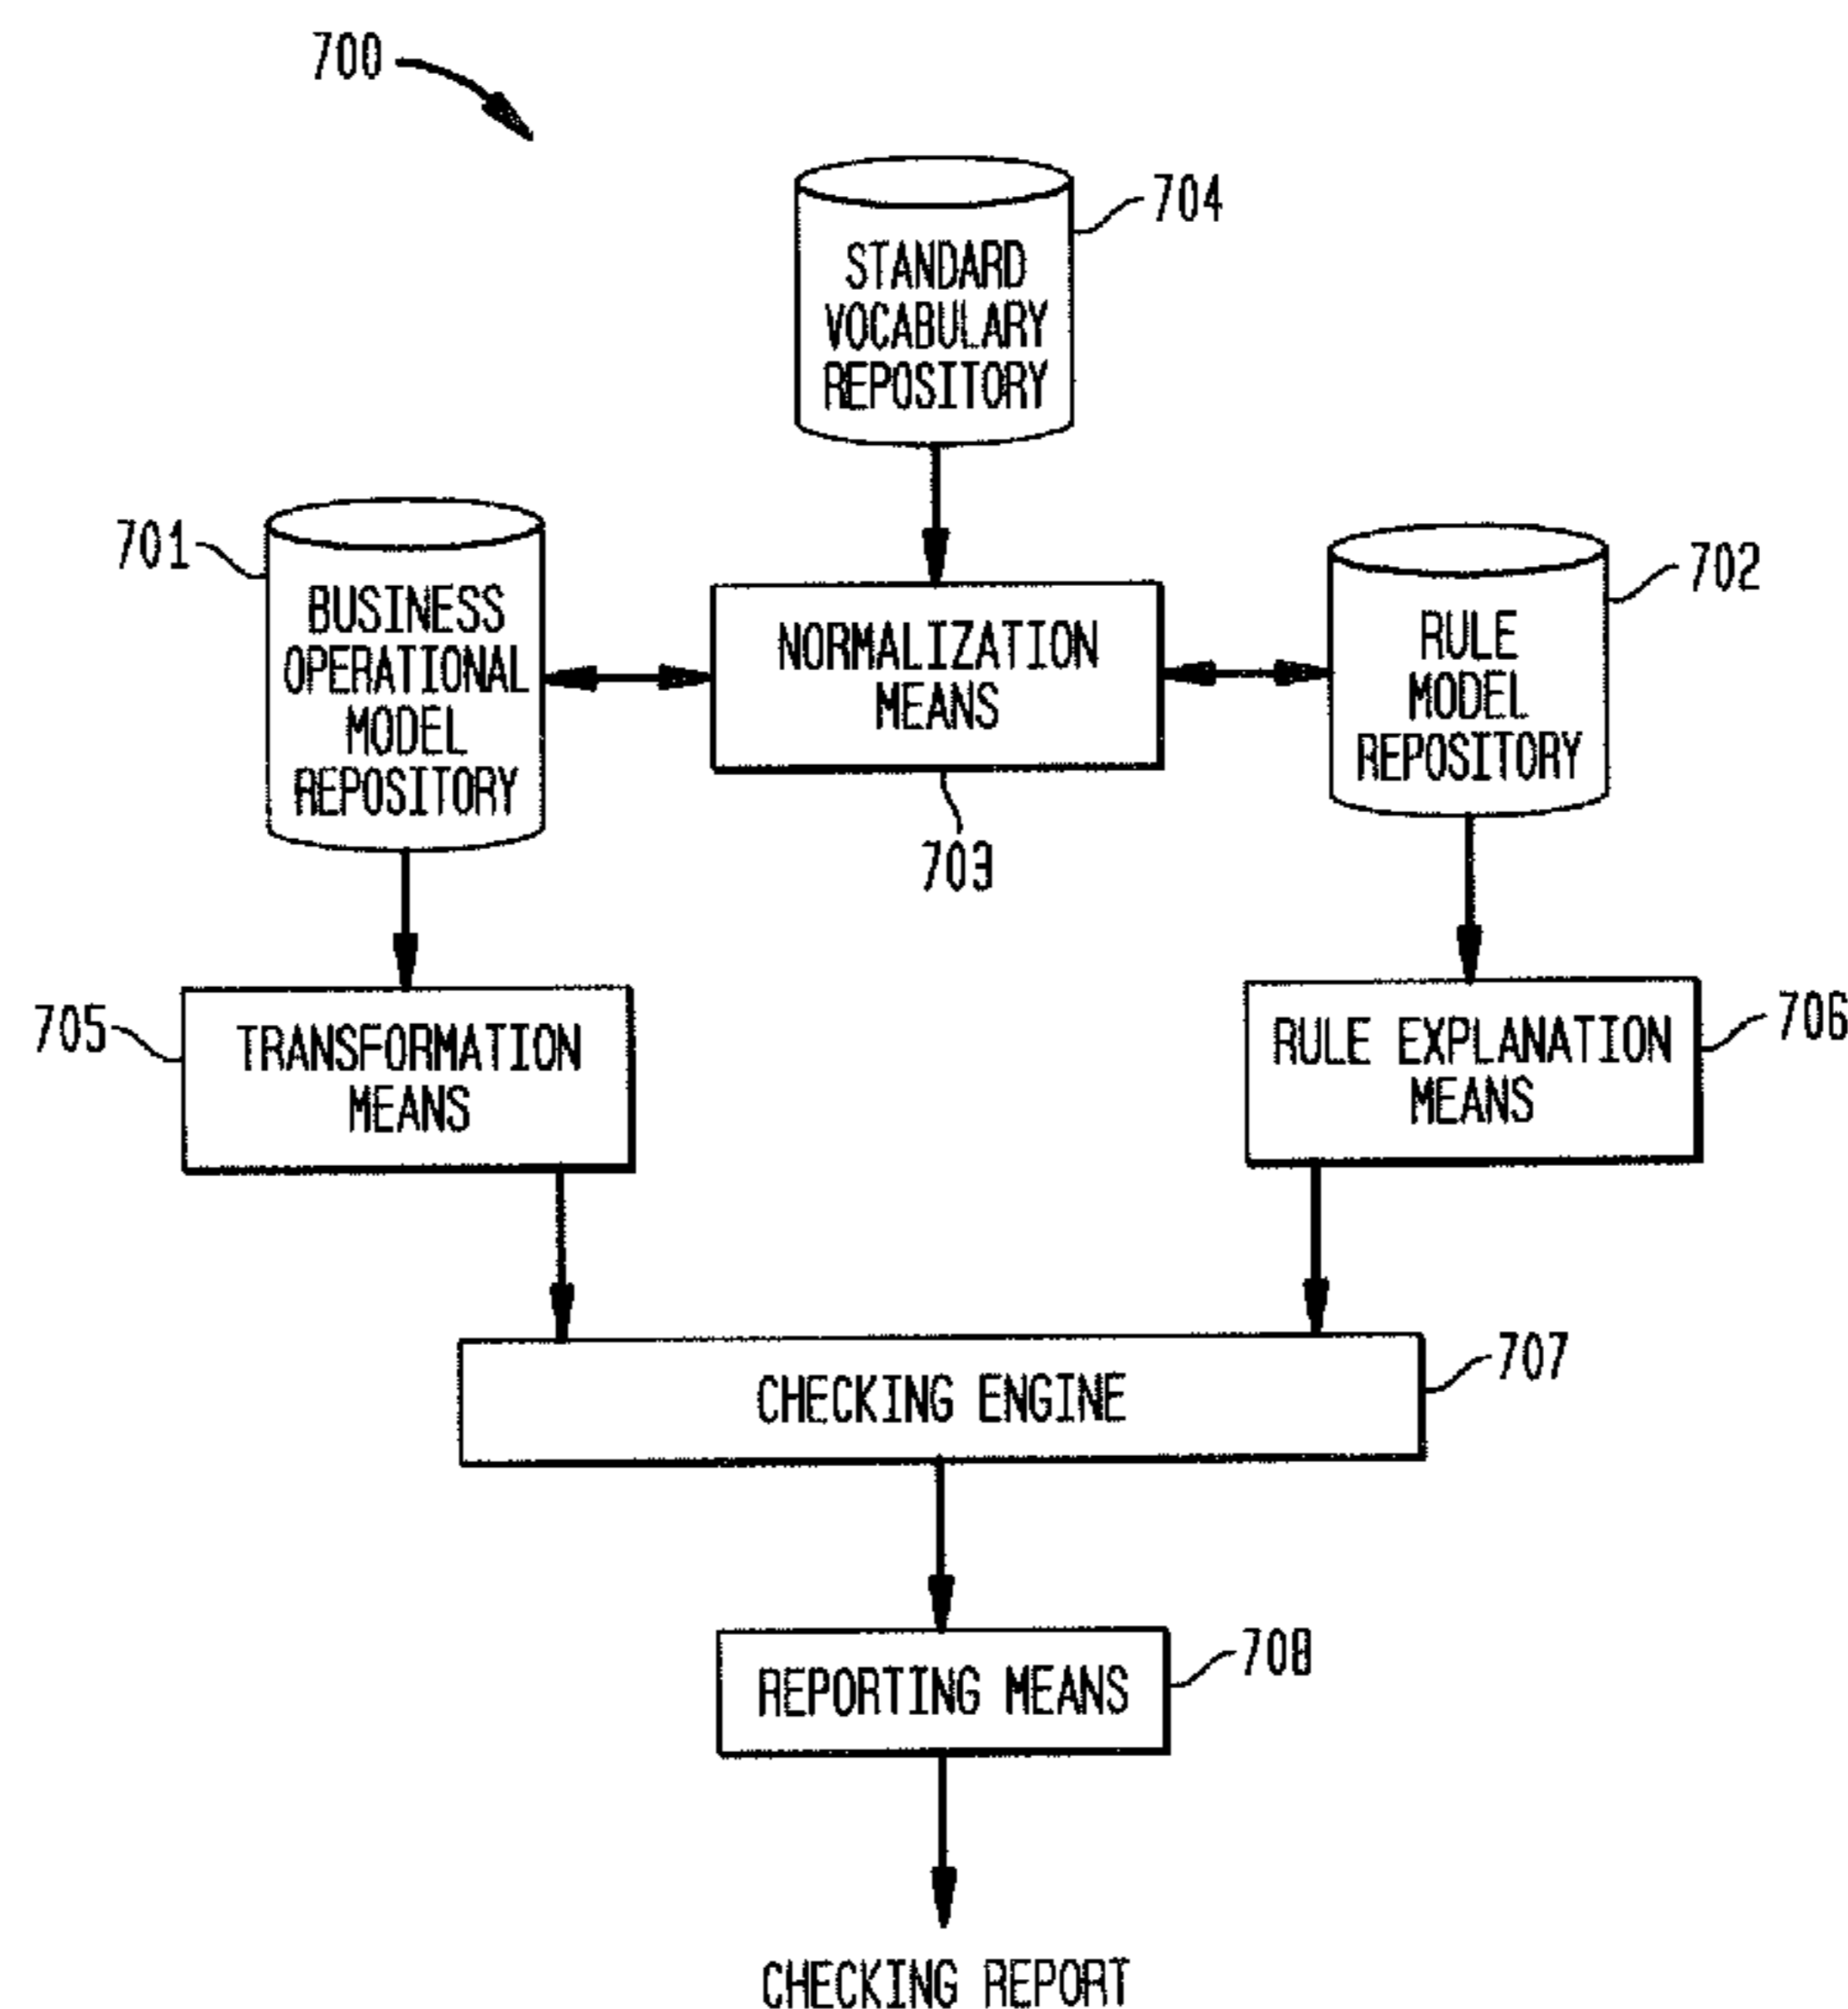 700
704
STANDARD
VOCABULARY
REPOSITORY
701
BUSINESS
OPERATIONAL
MODEL
REPOSITORY
NORMALIZATION
MEANS
703
702
RULE
MODEL
REPOSITORY
705
TRANSFORMATION
MEANS
706
RULE EXPLANATION
MEANS
707
CHECKING ENGINE
708
REPORTING MEANS
CHECKING REPORT